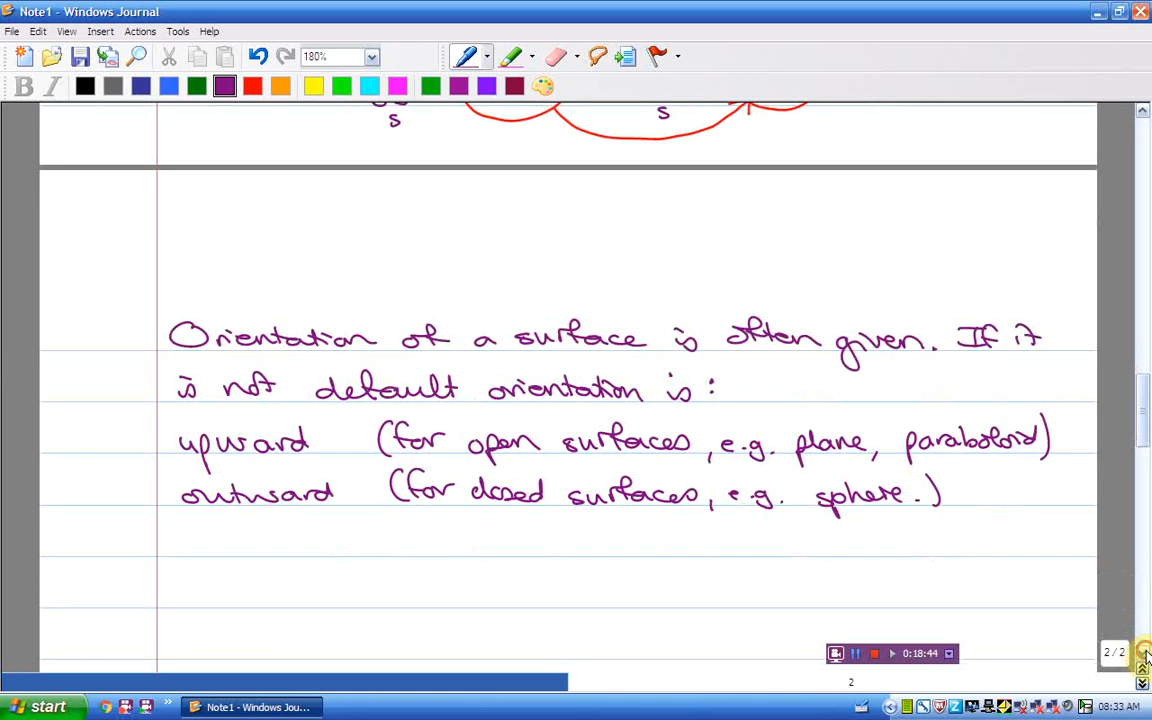 Note1 - Windows Journal
File Edit View Insert Actions Tools Help
180%
B I
s s
Orientation of a surface is often given. If it
is not default orientation is :
upward (for open surfaces, e.g. plane, paraboloid)
outward (for closed surfaces, e.g. sphere.)
0:18:44
2 / 2
2
start
Note1 - Windows Jou...
08:33 AM